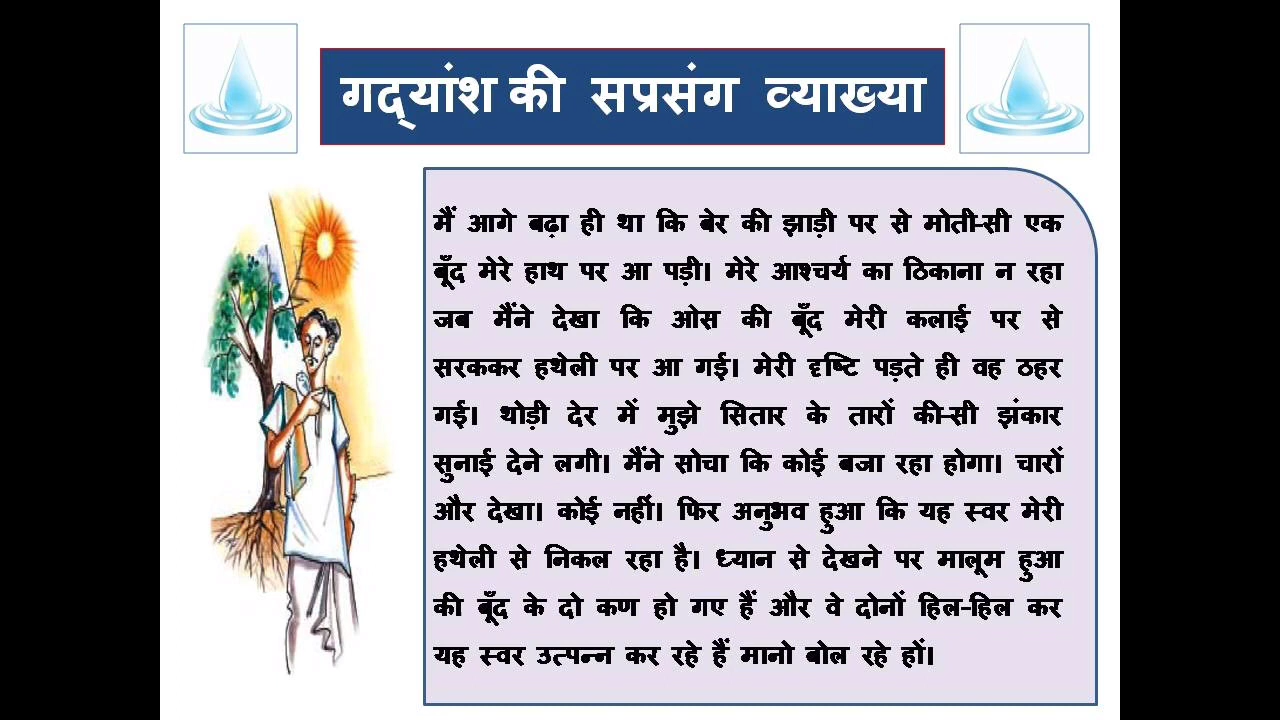 गद्यांश की सप्रसंग व्याख्या
मैं आगे बढ़ा ही था कि बेर की झाड़ी पर से मोती-सी एक
बूँद मेरे हाथ पर आ पड़ी। मेरे आश्चर्य का ठिकाना न रहा
जब मैंने देखा कि ओस की बूँद मेरी कलाई पर से
सरककर हथेली पर आ गई। मेरी दृष्टि पड़ते ही वह ठहर
गई। थोड़ी देर में मुझे सितार के तारों की-सी झंकार
सुनाई देने लगी। मैंने सोचा कि कोई बजा रहा होगा। चारों
और देखा। कोई नहीं। फिर अनुभव हुआ कि यह स्वर मेरी
हथेली से निकल रहा है। ध्यान से देखने पर मालूम हुआ
की बूँद के दो कण हो गए हैं और वे दोनों हिल-हिल कर
यह स्वर उत्पन्न कर रहे हैं मानो बोल रहे हों।